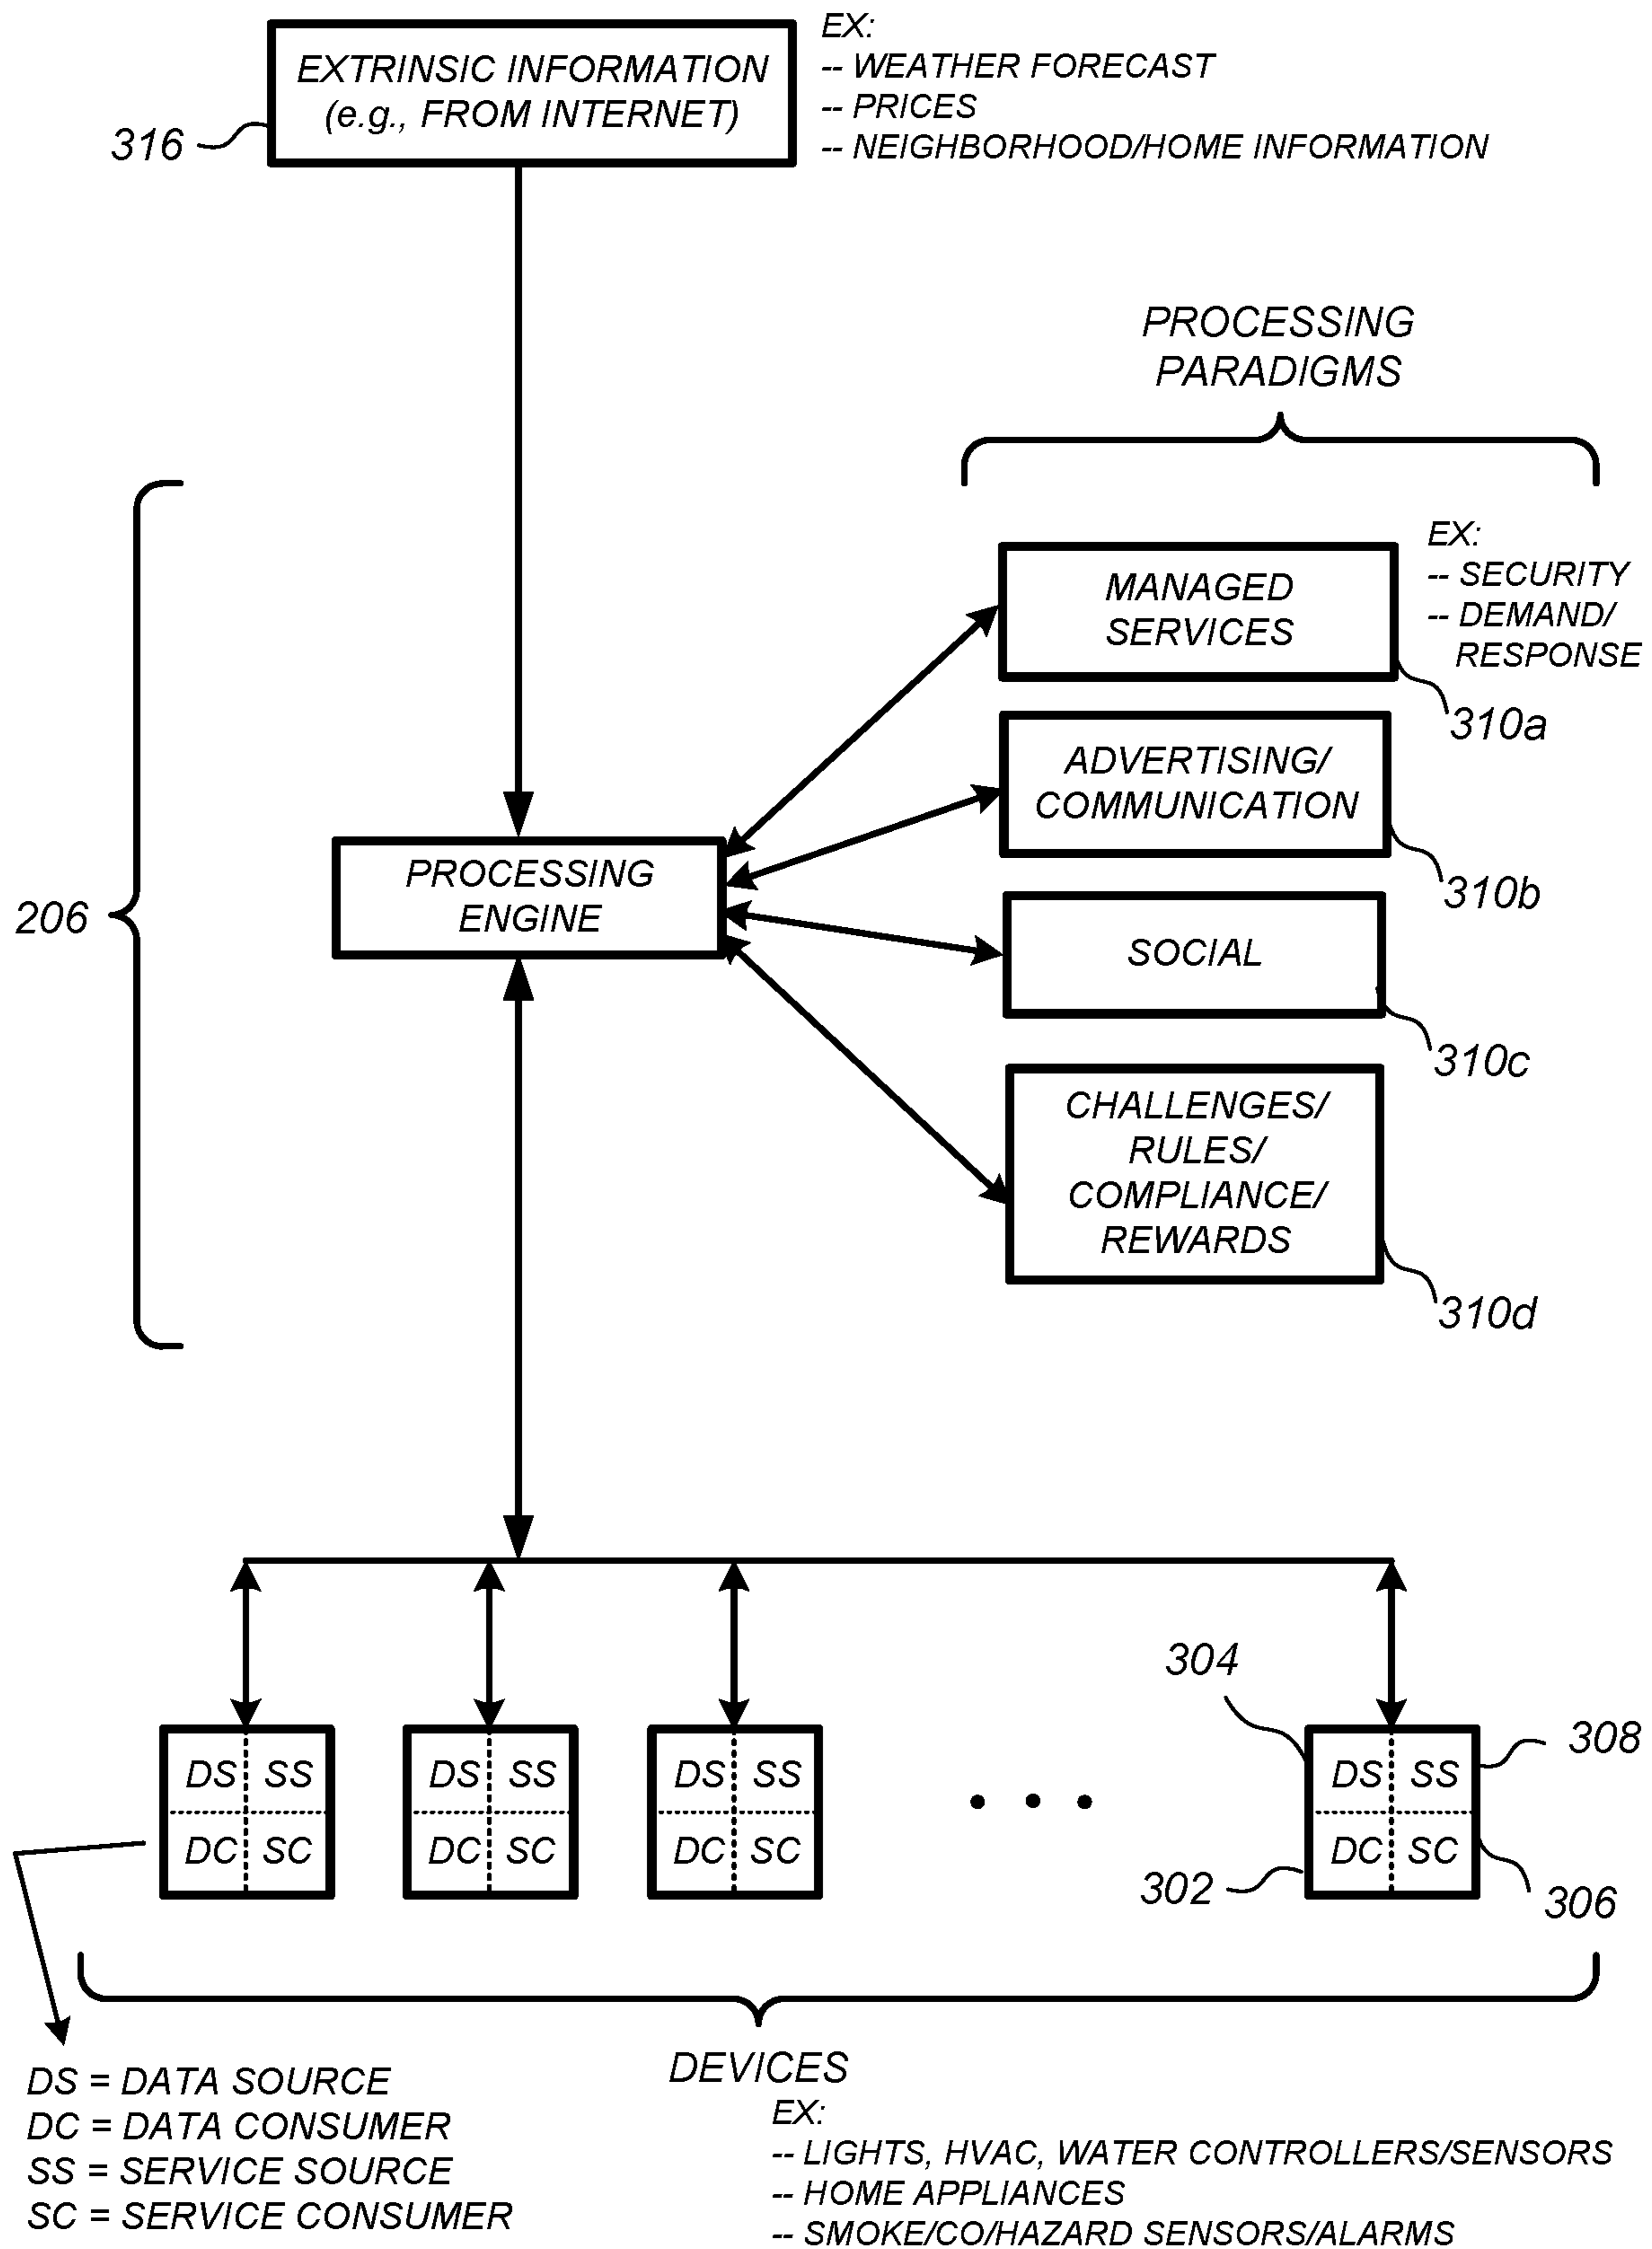 EXTRINSIC INFORMATION
(e.g., FROM INTERNET)
316
EX:
-- WEATHER FORECAST
-- PRICES
-- NEIGHBORHOOD/HOME INFORMATION
PROCESSING
PARADIGMS
206
PROCESSING
ENGINE
MANAGED
SERVICES
EX:
-- SECURITY
-- DEMAND/
RESPONSE
310a
ADVERTISING/
COMMUNICATION
310b
SOCIAL
310c
CHALLENGES/
RULES/
COMPLIANCE/
REWARDS
310d
DS SS
DC SC
DS SS
DC SC
DS SS
DC SC
304
308
DS SS
DC SC
302
306
DS = DATA SOURCE
DC = DATA CONSUMER
SS = SERVICE SOURCE
SC = SERVICE CONSUMER
DEVICES
EX:
-- LIGHTS, HVAC, WATER CONTROLLERS/SENSORS
-- HOME APPLIANCES
-- SMOKE/CO/HAZARD SENSORS/ALARMS